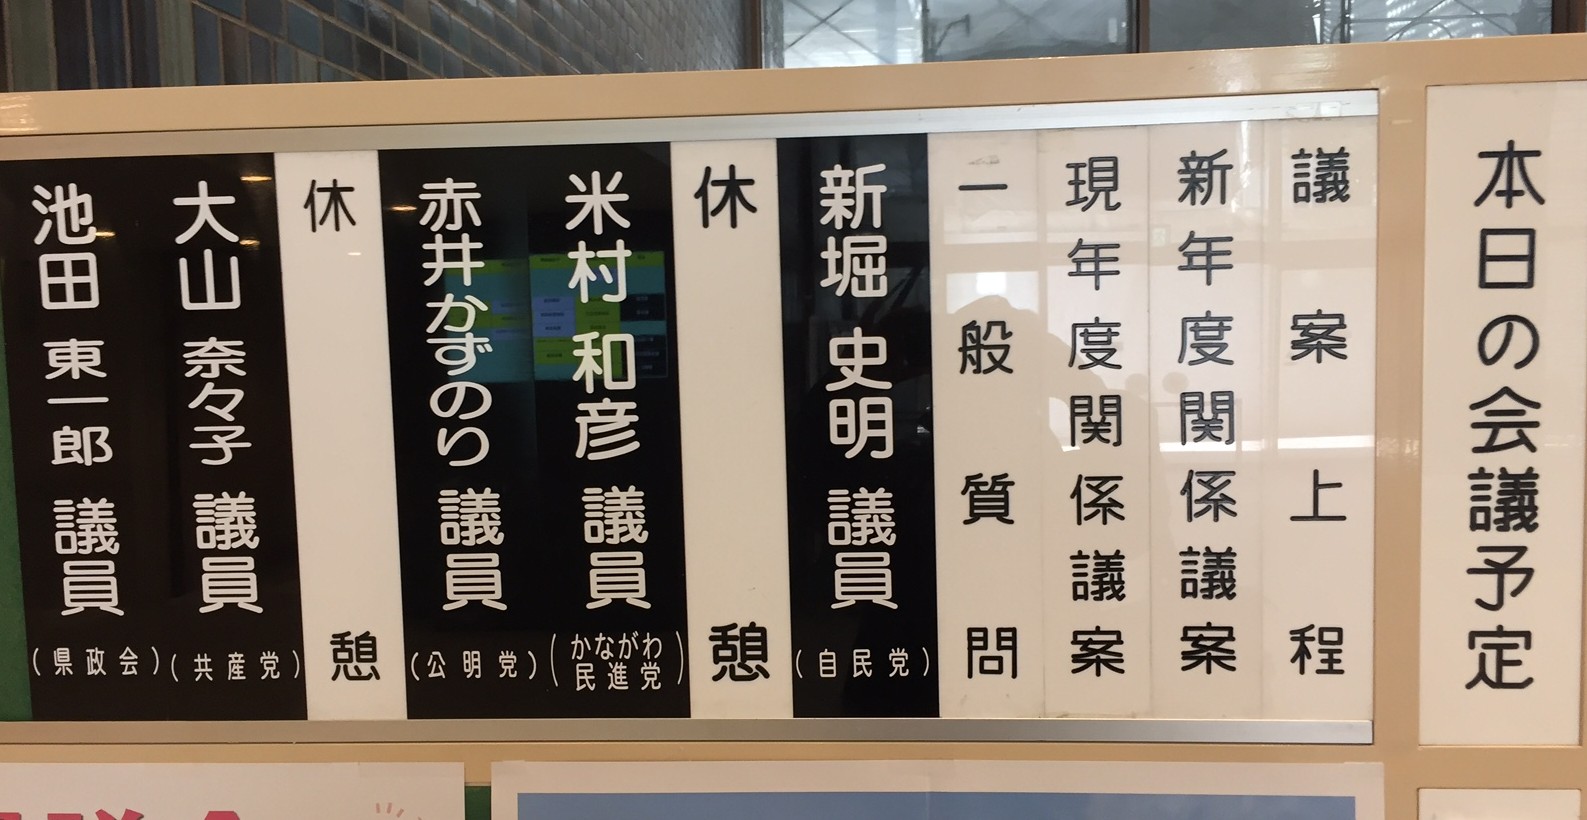 本日の会議予定
議案上程
新年度関係議案
現年度関係議案
一般質問
新堀 史明 議員
(自民党)
休憩
米村 和彦 議員
(かながわ
民進党)
赤井かずのり 議員
(公明党)
休憩
大山 奈々子 議員
(共産党)
池田 東一郎 議員
(県政会)